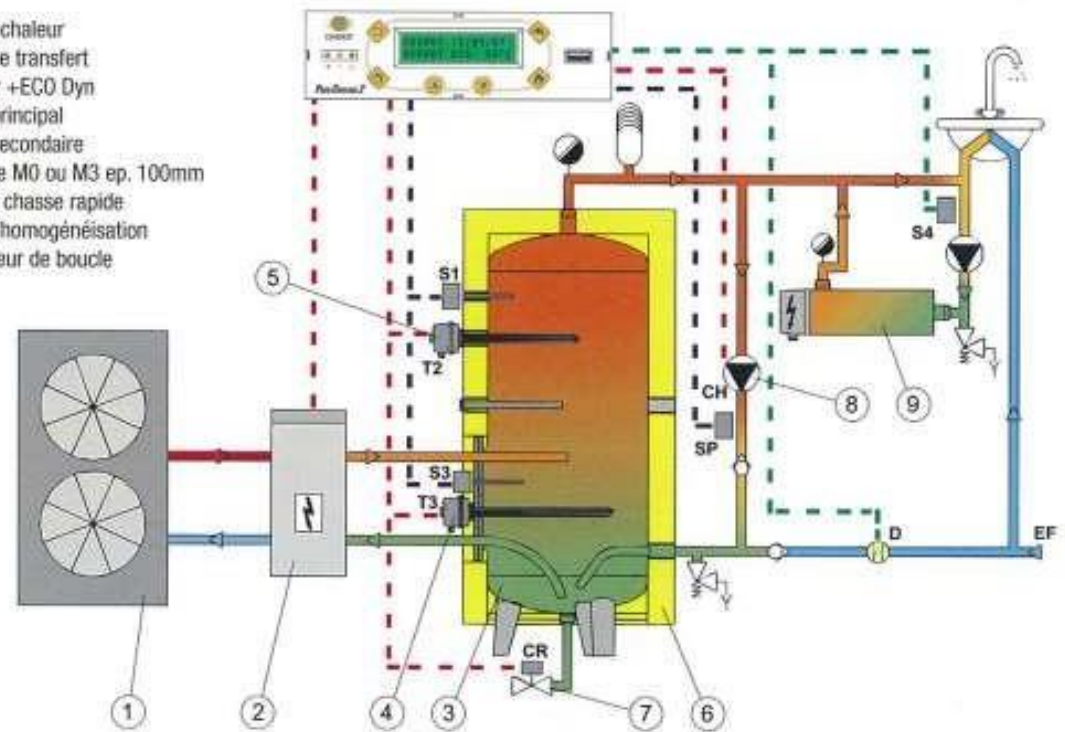 chaleur
e transfert
r +ECO Dyn
rincipal
econdaire
e M0 ou M3 ep. 100mm
chasse rapide
homogénéisation
eur de boucle
S1
S4
5
T2
CH
8
9
SP
S3
T3
D
EF
CR
1
2
4
3
7
6